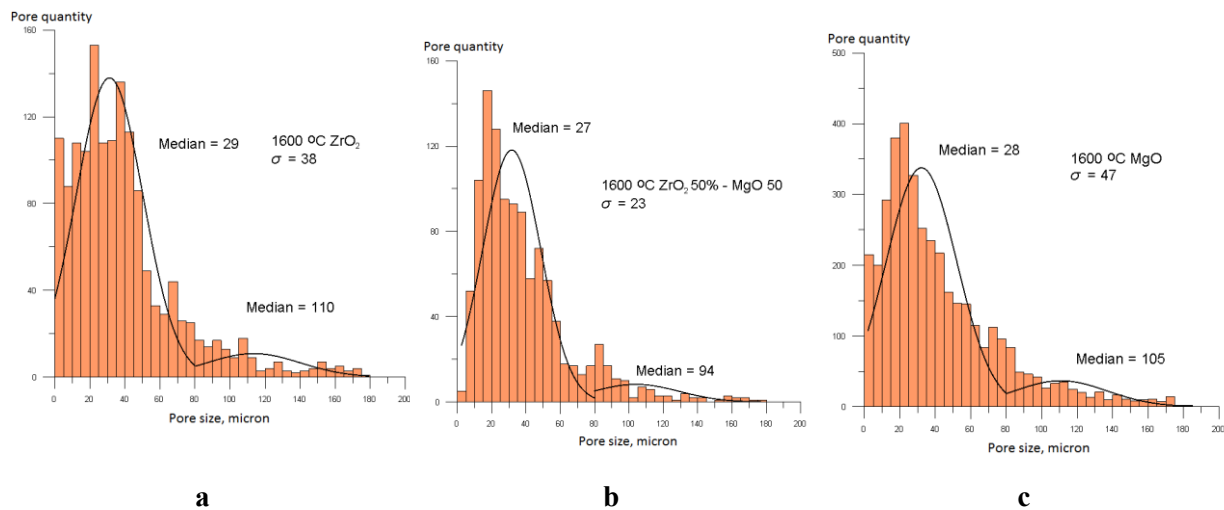 Pore quantity
160
120
80
40
0
0 20 40 60 80 100 120 140 160 180 200
Pore size, micron
Median = 29
1600 ºC ZrO₂
σ = 38
Median = 110
a
Pore quantity
160
120
80
40
0
0 20 40 60 80 100 120 140 160 180 200
Pore size, micron
Median = 27
1600 ºC ZrO₂ 50% - MgO 50
σ = 23
Median = 94
b
Pore quantity
500
400
300
200
100
0
0 20 40 60 80 100 120 140 160 180 200
Pore size, micron
Median = 28
1600 ºC MgO
σ = 47
Median = 105
c